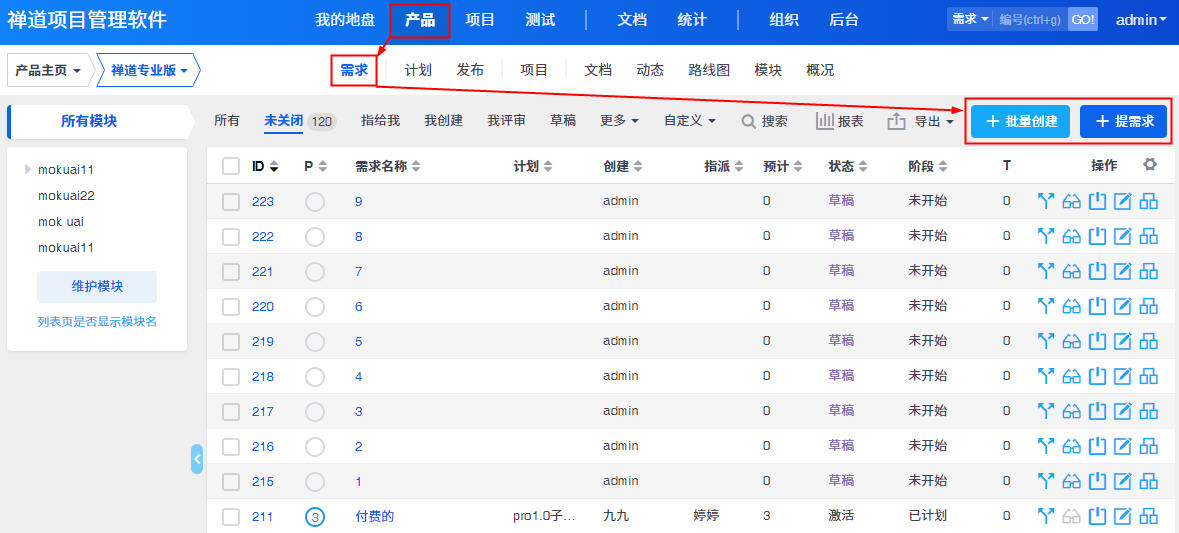 禅道项目管理软件 我的地盘 产品 项目 测试 文档 统计 组织 后台 需求 编号(ctrl+g) GO! admin
产品主页 禅道专业版 需求 计划 发布 项目 文档 动态 路线图 模块 概况
所有模块 所有 未关闭 120 指给我 我创建 我评审 草稿 更多 自定义 搜索 报表 导出 批量创建 提需求
mokuai11
mokuai22
mok uai
mokuai11
维护模块
列表页是否显示模块名
ID P 需求名称 计划 创建 指派 预计 状态 阶段 T 操作
223 9 admin 0 草稿 未开始 0
222 8 admin 0 草稿 未开始 0
221 7 admin 0 草稿 未开始 0
220 6 admin 0 草稿 未开始 0
219 5 admin 0 草稿 未开始 0
218 4 admin 0 草稿 未开始 0
217 3 admin 0 草稿 未开始 0
216 2 admin 0 草稿 未开始 0
215 1 admin 0 草稿 未开始 0
211 3 付费的 pro1.0子... 九九 婷婷 3 激活 已计划 0